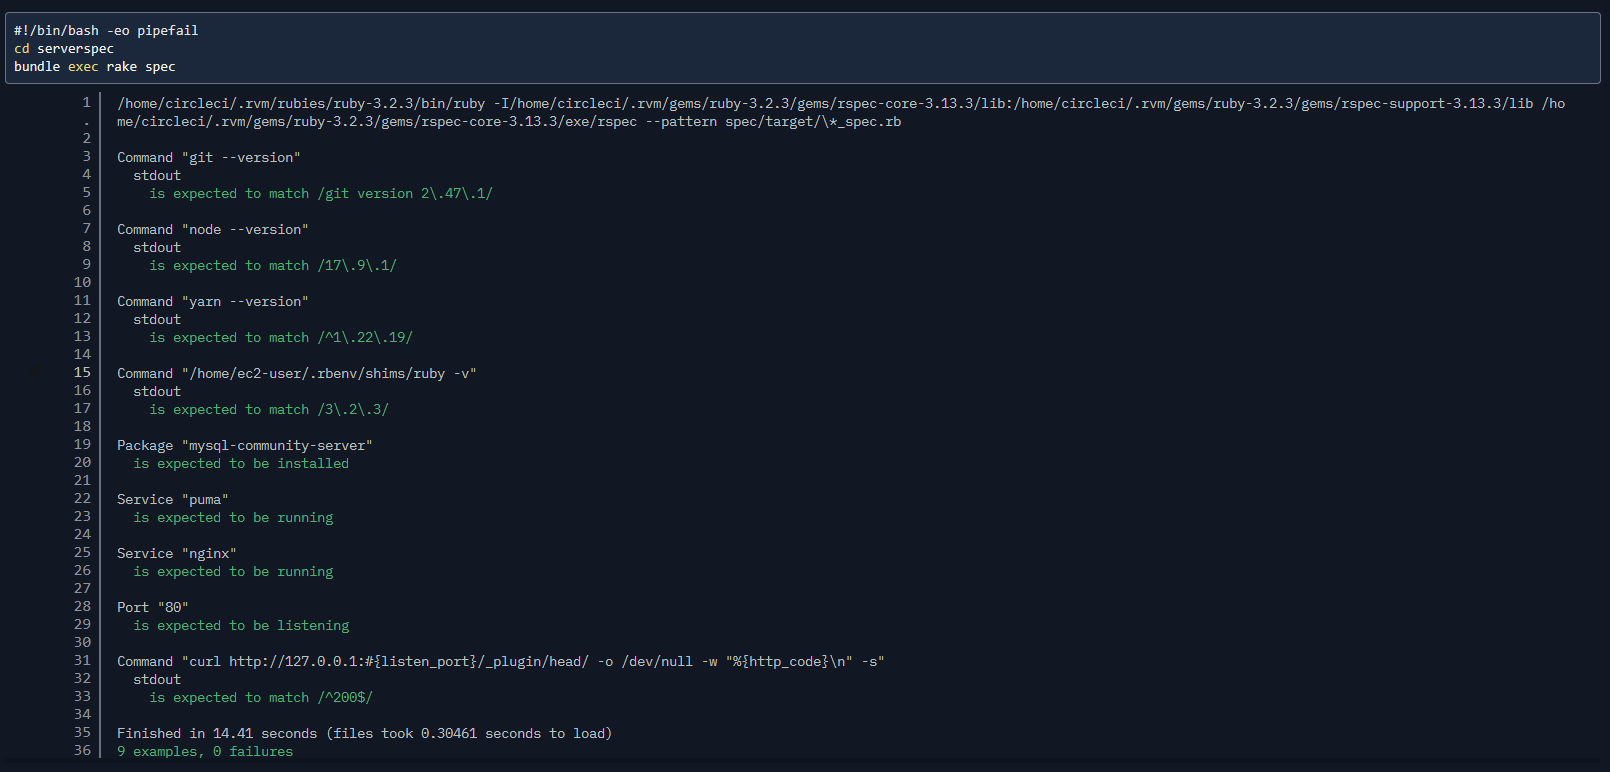 #!/bin/bash -eo pipefail
cd serverspec
bundle exec rake spec
1 /home/circleci/.rvm/rubies/ruby-3.2.3/bin/ruby -I/home/circleci/.rvm/gems/ruby-3.2.3/gems/rspec-core-3.13.3/lib:/home/circleci/.rvm/gems/ruby-3.2.3/gems/rspec-support-3.13.3/lib /ho
. me/circleci/.rvm/gems/ruby-3.2.3/gems/rspec-core-3.13.3/exe/rspec --pattern spec/target/\*_spec.rb
2
3 Command "git --version"
4 stdout
5 is expected to match /git version 2\.47\.1/
6
7 Command "node --version"
8 stdout
9 is expected to match /17\.9\.1/
10
11 Command "yarn --version"
12 stdout
13 is expected to match /^1\.22\.19/
14
15 Command "/home/ec2-user/.rbenv/shims/ruby -v"
16 stdout
17 is expected to match /3\.2\.3/
18
19 Package "mysql-community-server"
20 is expected to be installed
21
22 Service "puma"
23 is expected to be running
24
25 Service "nginx"
26 is expected to be running
27
28 Port "80"
29 is expected to be listening
30
31 Command "curl http://127.0.0.1:#{listen_port}/_plugin/head/ -o /dev/null -w "%{http_code}\n" -s"
32 stdout
33 is expected to match /^200$/
34
35 Finished in 14.41 seconds (files took 0.30461 seconds to load)
36 9 examples, 0 failures